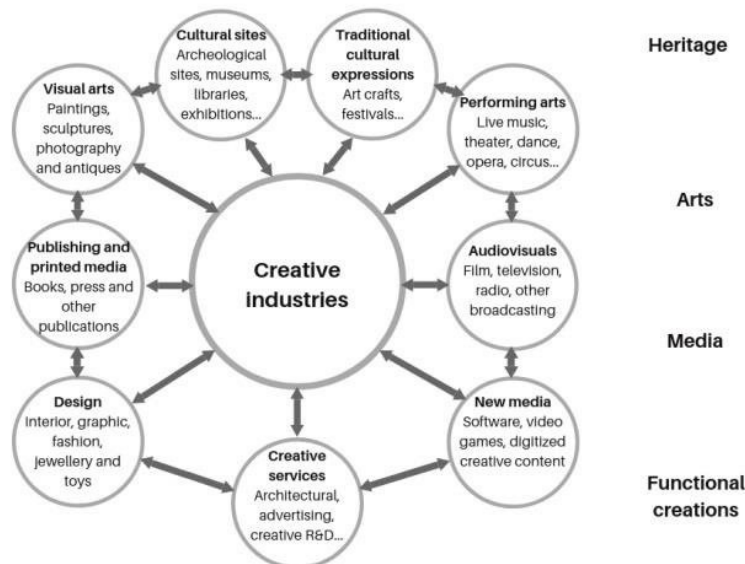 Cultural sites
Archeological
sites, museums,
libraries,
exhibitions...
Traditional
cultural
expressions
Art crafts,
festivals...
Heritage
Visual arts
Paintings,
sculptures,
photography
and antiques
Performing arts
Live music,
theater, dance,
opera, circus...
Arts
Publishing and
printed media
Books, press and
other
publications
Creative
industries
Audiovisuals
Film, television,
radio, other
broadcasting
Media
Design
Interior, graphic,
fashion,
jewellery and
toys
Creative
services
Architectural,
advertising,
creative R&D...
New media
Software, video
games, digitized
creative content
Functional
creations